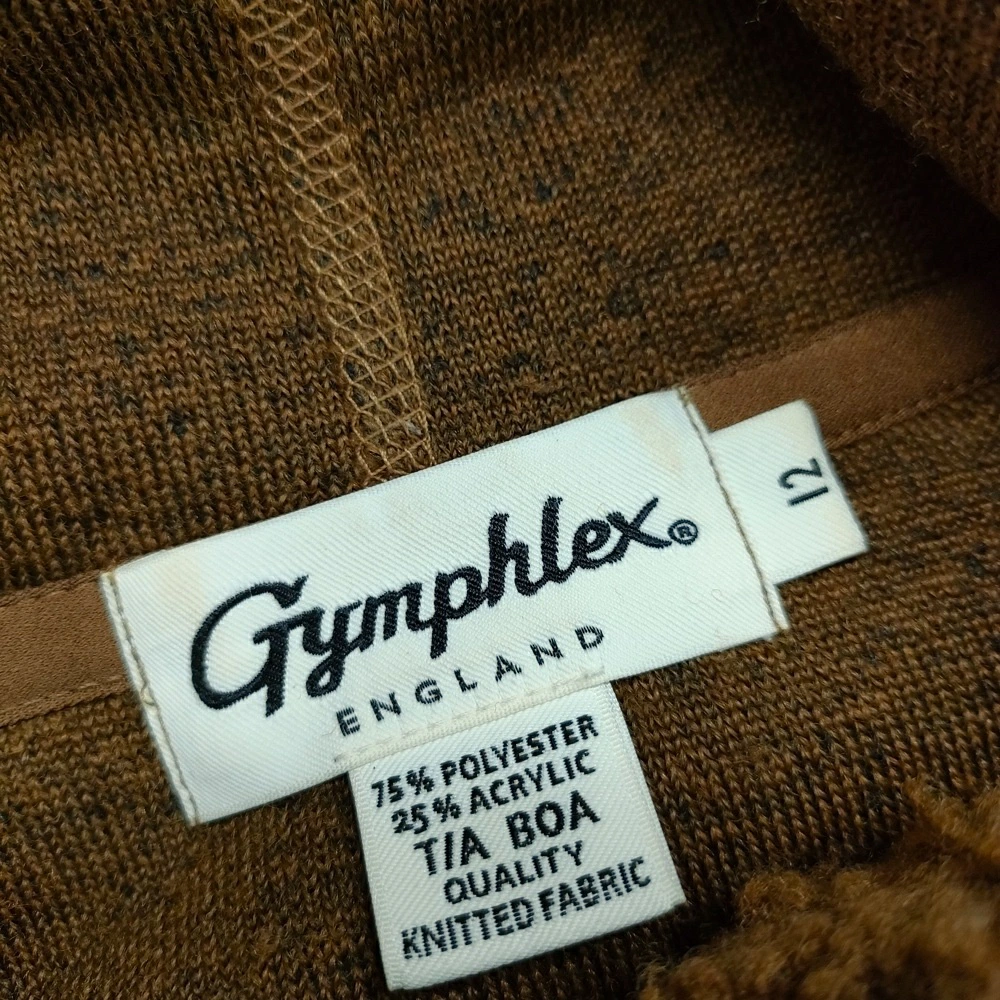 Gymphlex®
ENGLAND
12
75% POLYESTER
25% ACRYLIC
T/A BOA
QUALITY
KNITTED FABRIC